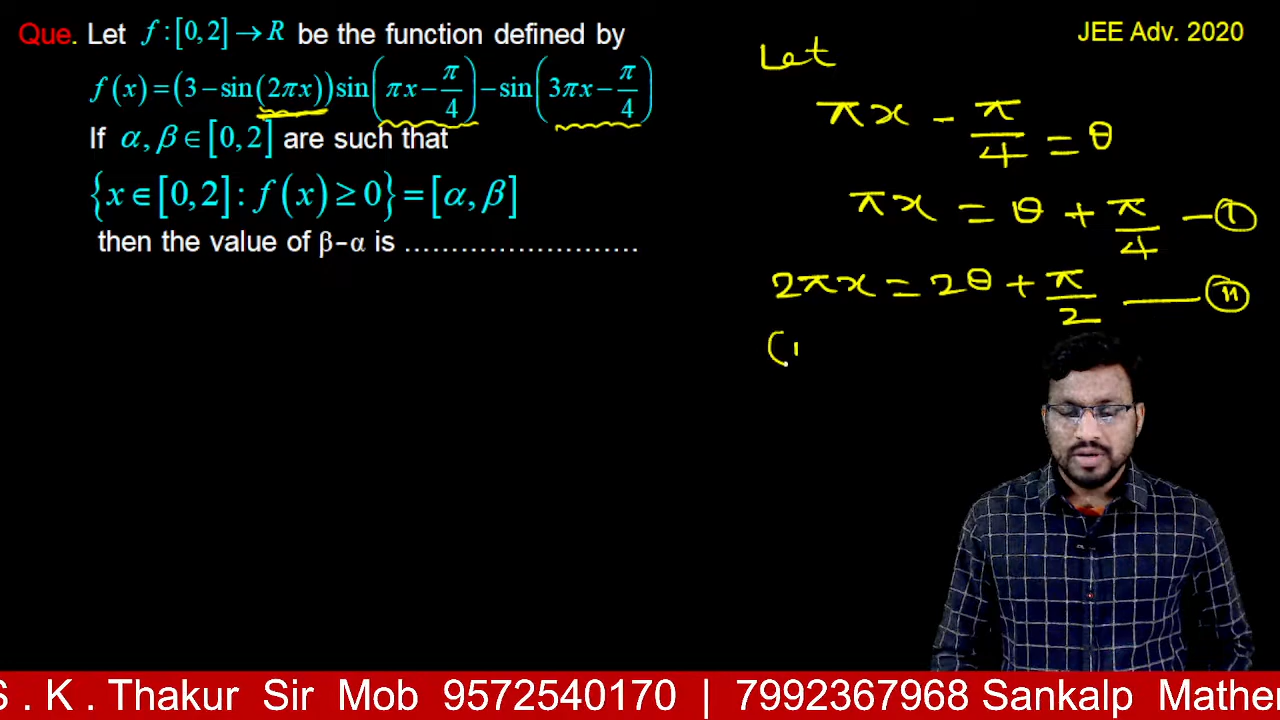 Que. Let f : [0, 2] → R be the function defined by
f(x) = (3 − sin(2πx)) sin(πx − π/4) − sin(3πx − π/4)
If α, β ∈ [0, 2] are such that
{x ∈ [0, 2] : f(x) ≥ 0} = [α, β]
then the value of β−α is ...........................
JEE Adv. 2020
Let
πx − π/4 = θ
πx = θ + π/4 — (I)
2πx = 2θ + π/2 — (II)
(1
S . K . Thakur Sir Mob 9572540170 | 7992367968 Sankalp Mathe